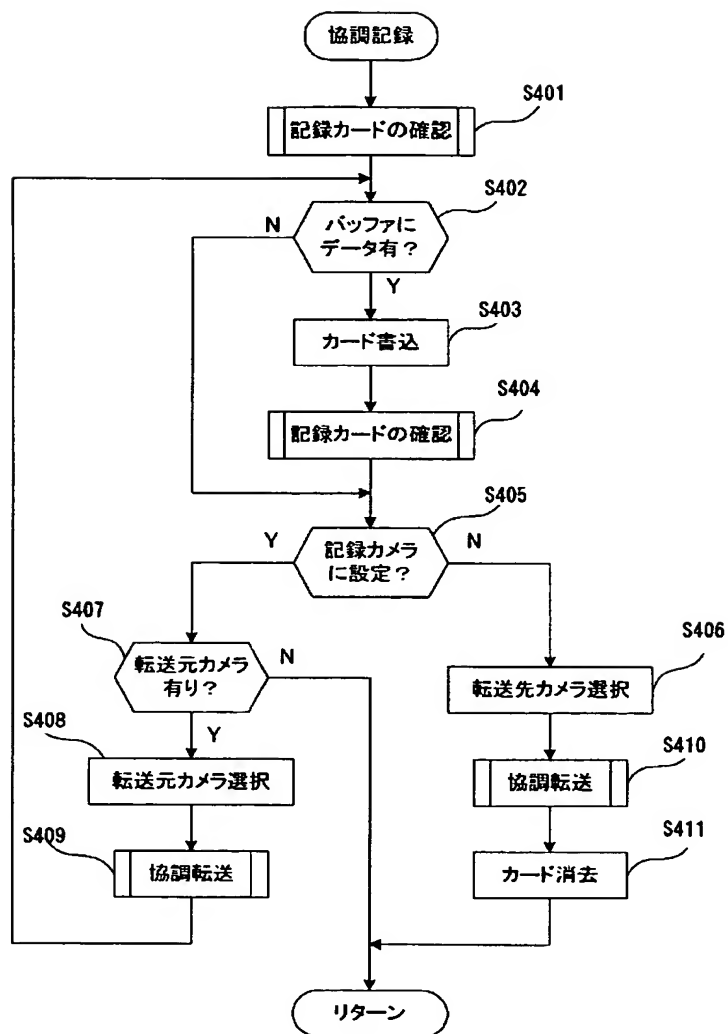 協調記録
S401
記録カードの確認
S402
バッファに
データ有？
N
Y
S403
カード書込
S404
記録カードの確認
S405
記録カメラ
に設定？
Y
N
S407
転送元カメラ
有り？
N
Y
S406
転送先カメラ選択
S408
転送元カメラ選択
S410
協調転送
S409
協調転送
S411
カード消去
リターン